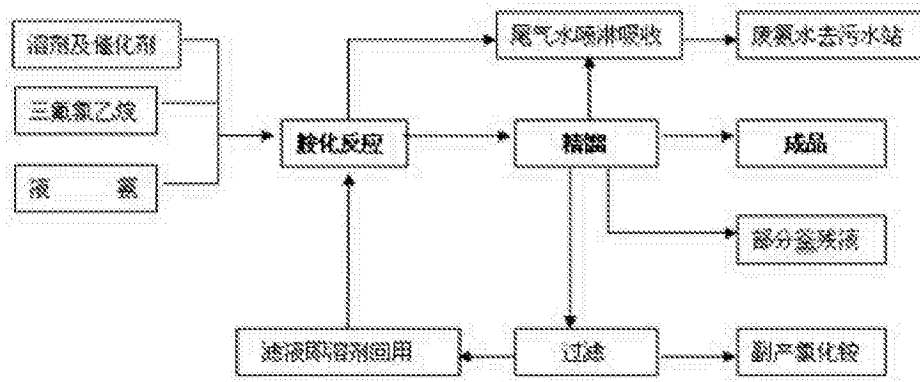 溶剂及催化剂
三氟氯乙烷
液 氨
胺化反应
尾气水喷淋吸收
废氨水去污水站
精馏
成品
部分釜残液
滤液即溶剂回用
过滤
副产氯化铵